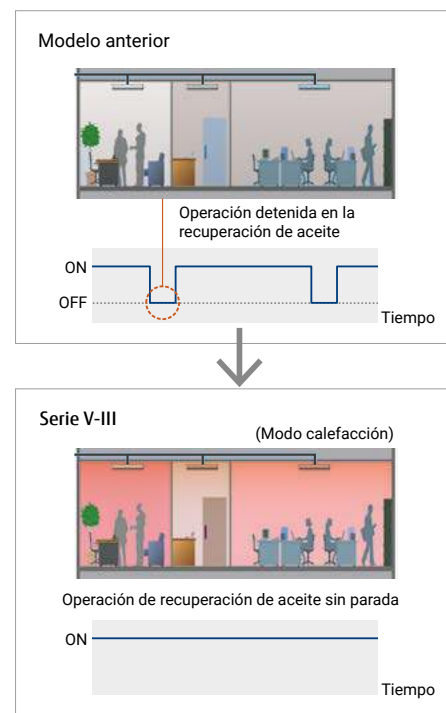 Modelo anterior
Operación detenida en la
recuperación de aceite
ON
OFF
Tiempo
Serie V-III
(Modo calefacción)
Operación de recuperación de aceite sin parada
ON
Tiempo